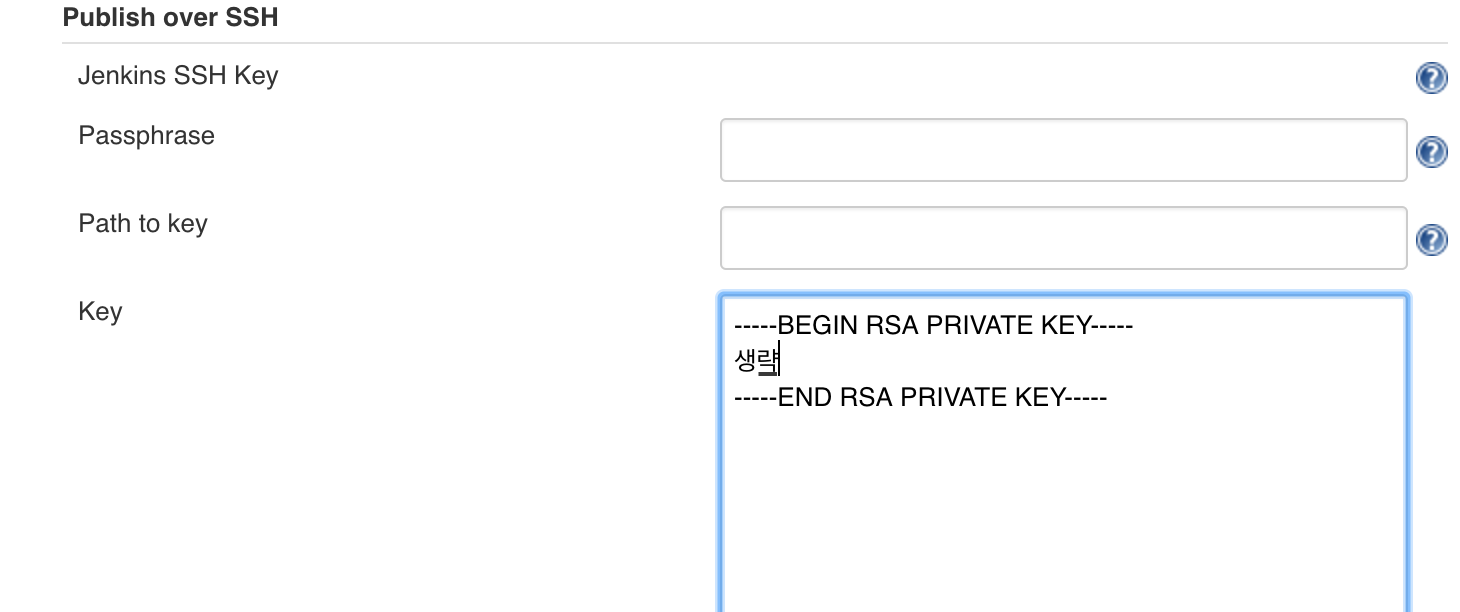 Publish over SSH
Jenkins SSH Key
?
Passphrase
?
Path to key
?
Key
-----BEGIN RSA PRIVATE KEY-----
생략
-----END RSA PRIVATE KEY-----